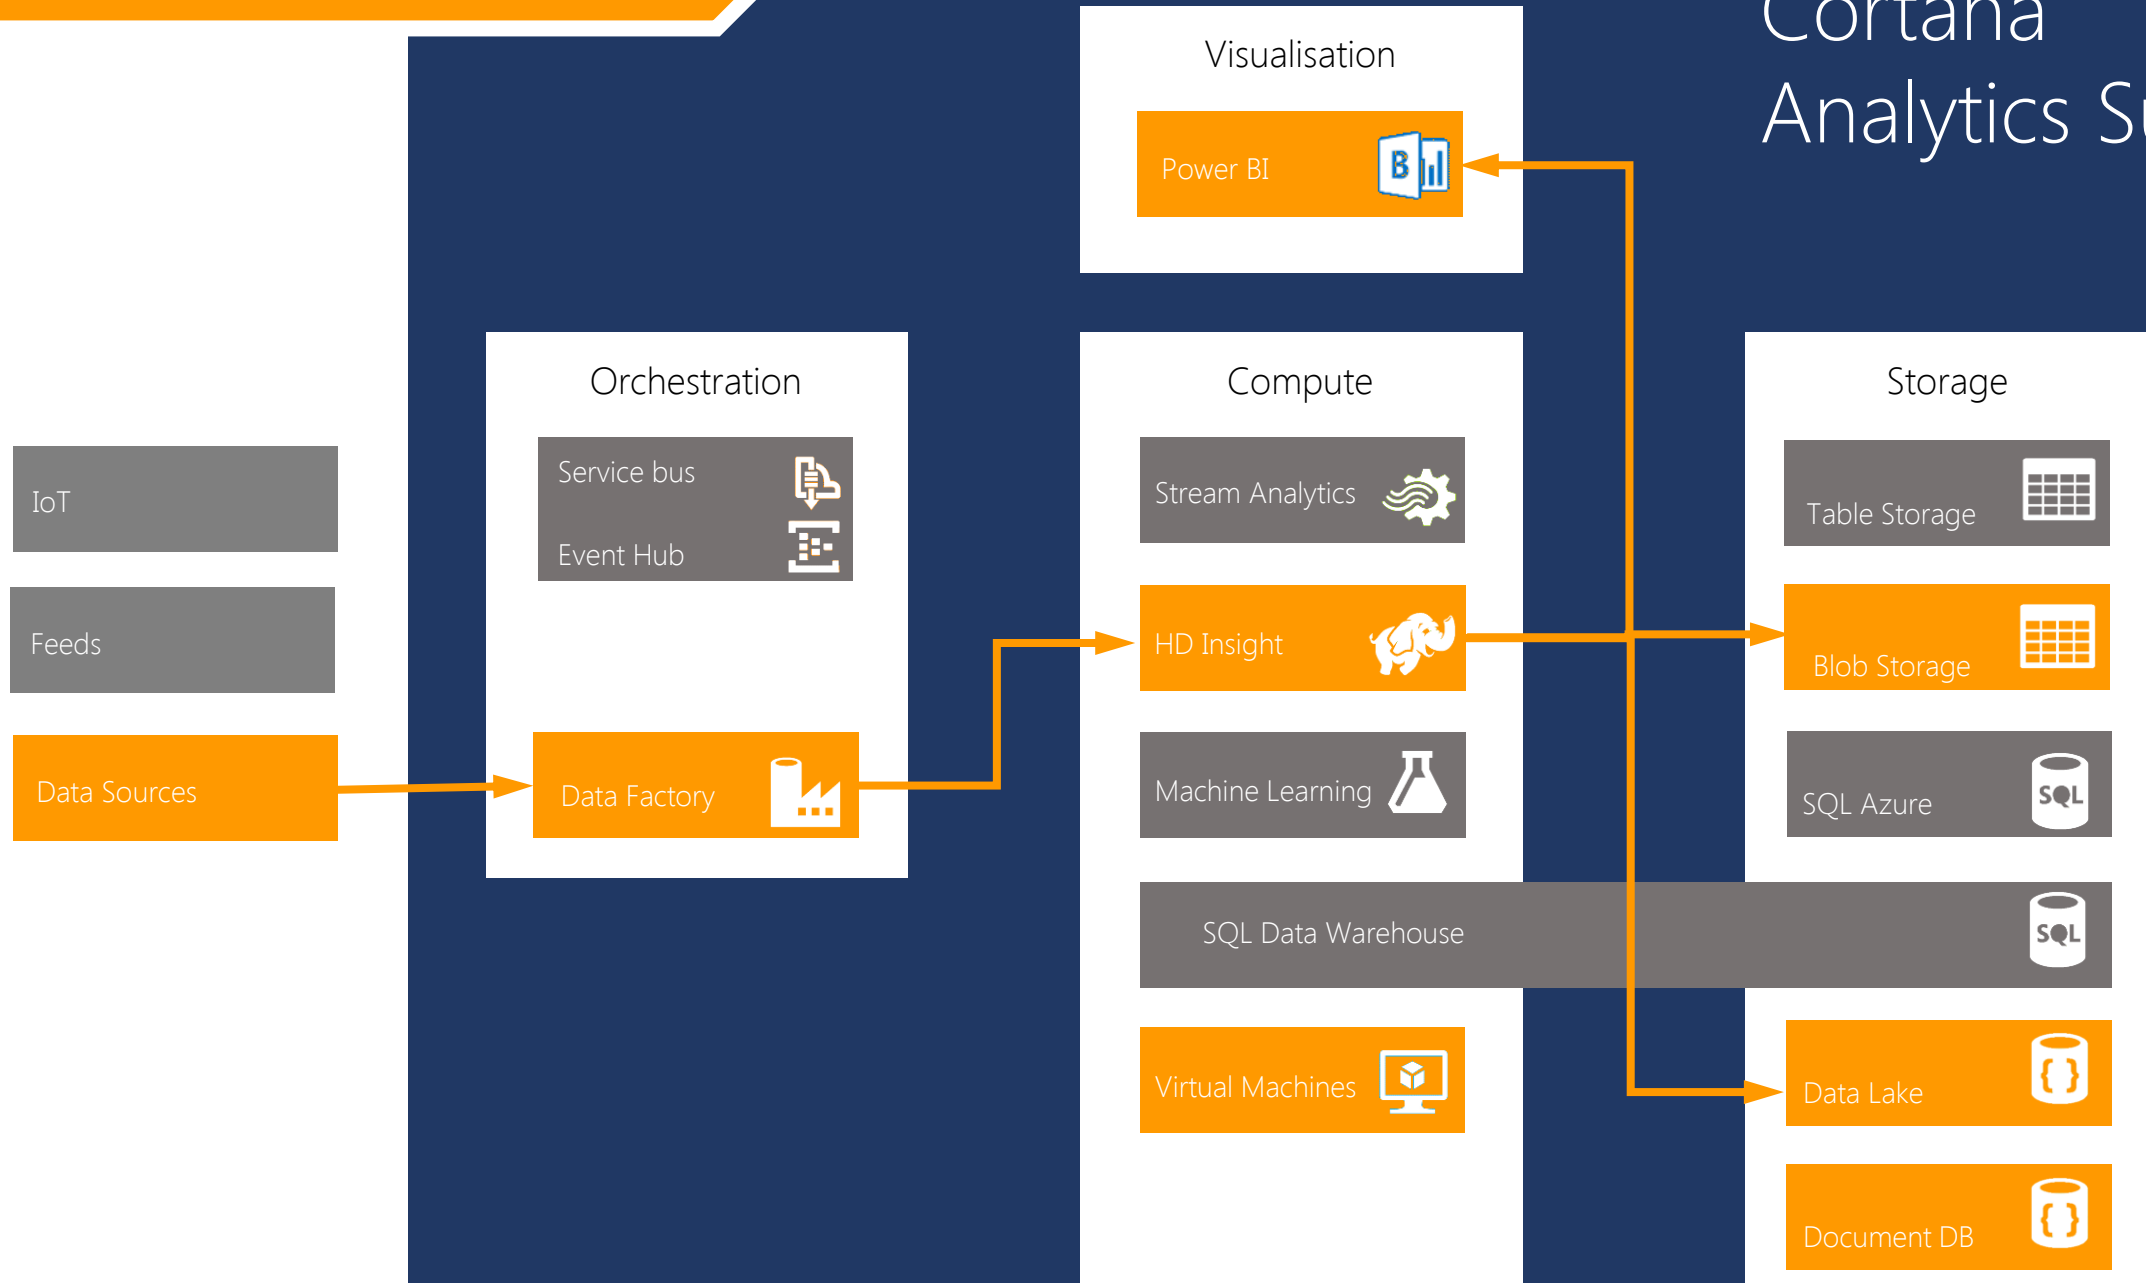 Cortana
Analytics
Visualisation
Power BI
B
Orchestration
Compute
Storage
IoT
Feeds
Data Sources
Service bus
Event Hub
Data Factory
Stream Analytics
HD Insight
Machine Learning
SQL Data Warehouse
Virtual Machines
Table Storage
Blob Storage
SQL Azure
SQL
SQL
Data Lake
{ }
Document DB
{ }